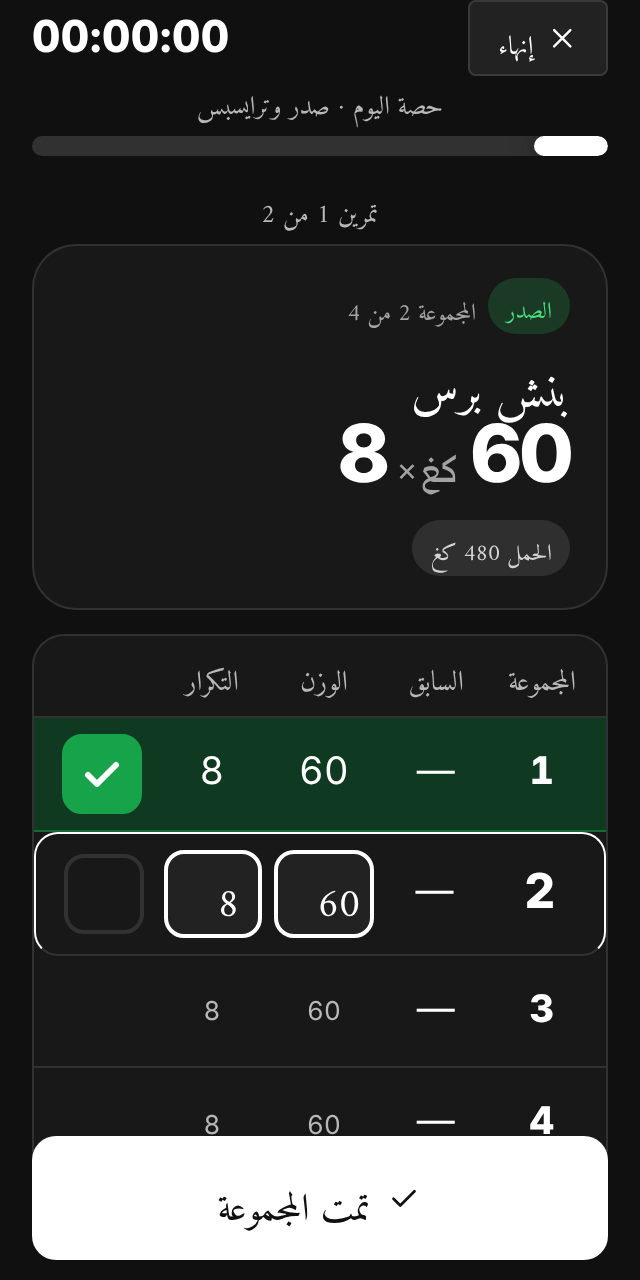 إنهاء
00:00:00
حصة اليوم · صدر وترايسبس
تمرين 1 من 2
الصدر المجموعة 2 من 4
بنش برس
60 كغ × 8
الحمل 480 كغ
المجموعة السابق الوزن التكرار
1 — 60 8
2 — 60 8
3 — 60 8
4 — 60 8
تمت المجموعة